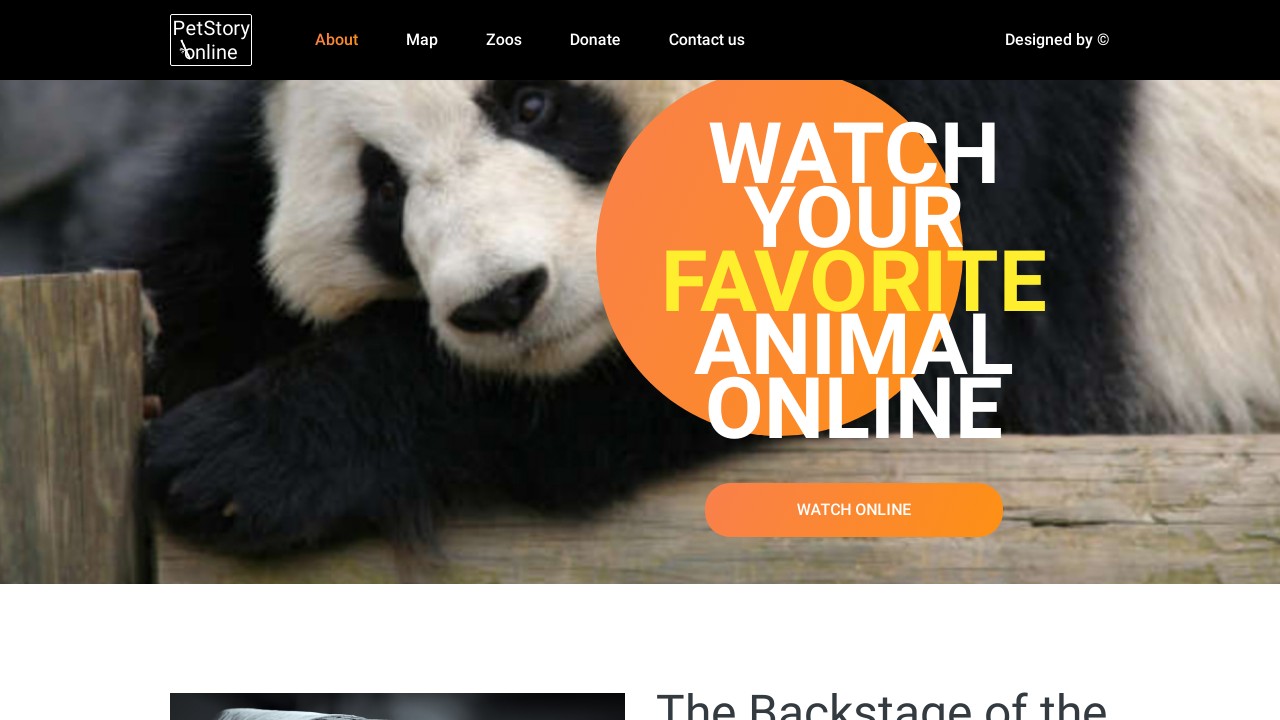 PetStory
online
About
Map
Zoos
Donate
Contact us
Designed by ©
WATCH
YOUR
FAVORITE
ANIMAL
ONLINE
WATCH ONLINE
The Backstage of the